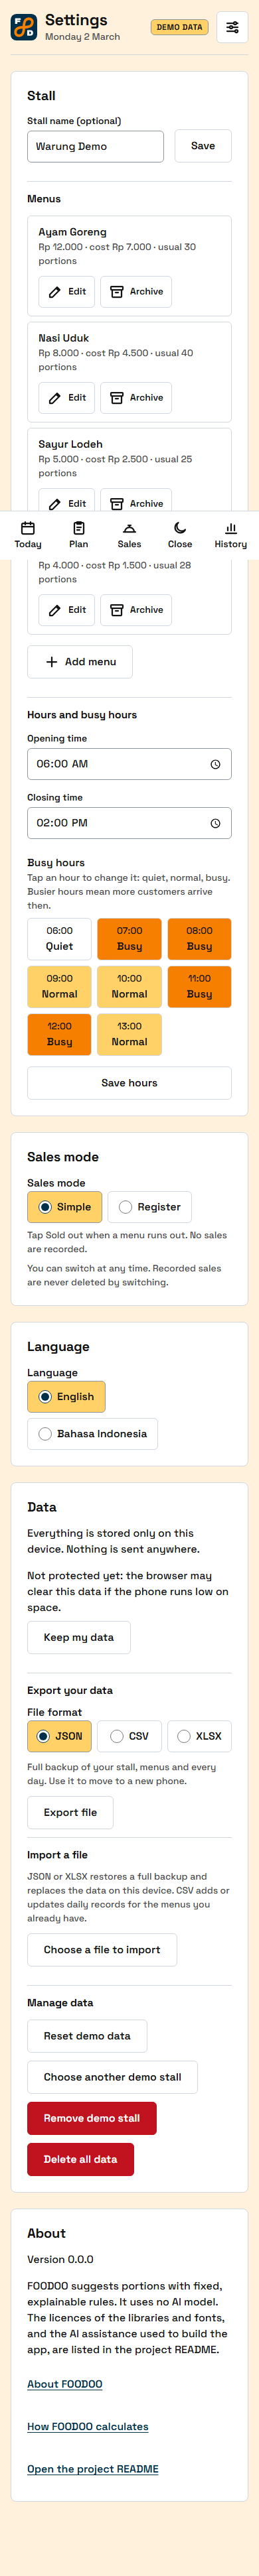 FOD
Settings
Monday 2 March
DEMO DATA
Stall
Stall name (optional)
Warung Demo
Save
Menus
Ayam Goreng
Rp 12.000 · cost Rp 7.000 · usual 30
portions
Edit
Archive
Nasi Uduk
Rp 8.000 · cost Rp 4.500 · usual 40
portions
Edit
Archive
Sayur Lodeh
Rp 5.000 · cost Rp 2.500 · usual 25
portions
Edit
Archive
Today
Plan
Sales
Close
History
Rp 4.000 · cost Rp 1.500 · usual 28
portions
Edit
Archive
Add menu
Hours and busy hours
Opening time
06:00 AM
Closing time
02:00 PM
Busy hours
Tap an hour to change it: quiet, normal, busy.
Busier hours mean more customers arrive
then.
06:00
Quiet
07:00
Busy
08:00
Busy
09:00
Normal
10:00
Normal
11:00
Busy
12:00
Busy
13:00
Normal
Save hours
Sales mode
Sales mode
Simple
Register
Tap Sold out when a menu runs out. No sales
are recorded.
You can switch at any time. Recorded sales
are never deleted by switching.
Language
Language
English
Bahasa Indonesia
Data
Everything is stored only on this
device. Nothing is sent anywhere.
Not protected yet: the browser may
clear this data if the phone runs low on
space.
Keep my data
Export your data
File format
JSON
CSV
XLSX
Full backup of your stall, menus and every
day. Use it to move to a new phone.
Export file
Import a file
JSON or XLSX restores a full backup and
replaces the data on this device. CSV adds or
updates daily records for the menus you
already have.
Choose a file to import
Manage data
Reset demo data
Choose another demo stall
Remove demo stall
Delete all data
About
Version 0.0.0
FOODOO suggests portions with fixed,
explainable rules. It uses no AI model.
The licences of the libraries and fonts,
and the AI assistance used to build the
app, are listed in the project README.
About FOODOO
How FOODOO calculates
Open the project README